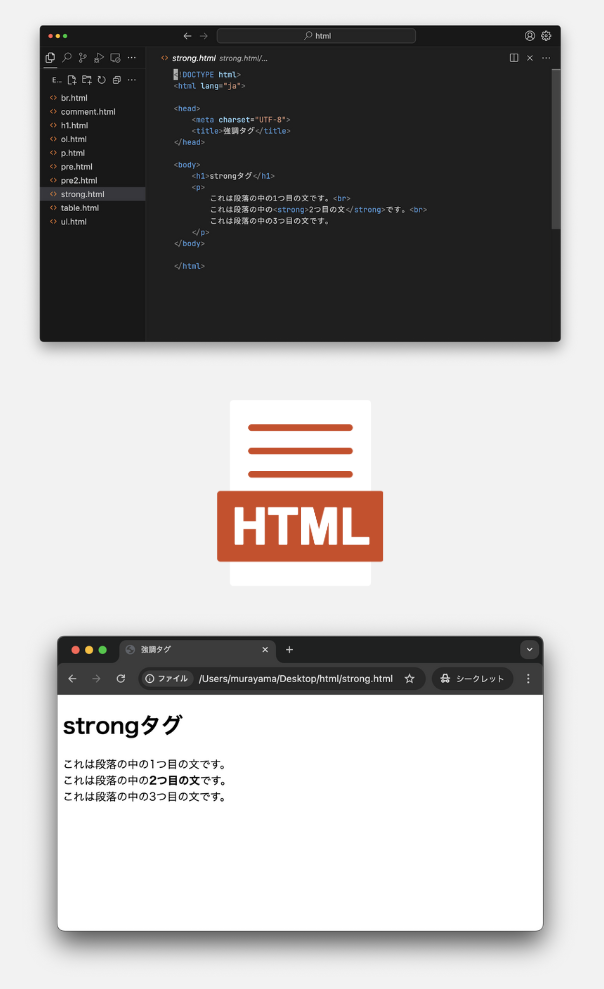 html
E...
strong.html strong.html/...
br.html
comment.html
h1.html
ol.html
p.html
pre.html
pre2.html
strong.html
table.html
ul.html
<!DOCTYPE html>
<html lang="ja">
<head>
<meta charset="UTF-8">
<title>強調タグ</title>
</head>
<body>
<h1>strongタグ</h1>
<p>
これは段落の中の1つ目の文です。<br>
これは段落の中の<strong>2つ目の文</strong>です。<br>
これは段落の中の3つ目の文です。
</p>
</body>
</html>
HTML
強調タグ
ファイル /Users/murayama/Desktop/html/strong.html シークレット
strongタグ
これは段落の中の1つ目の文です。
これは段落の中の2つ目の文です。
これは段落の中の3つ目の文です。